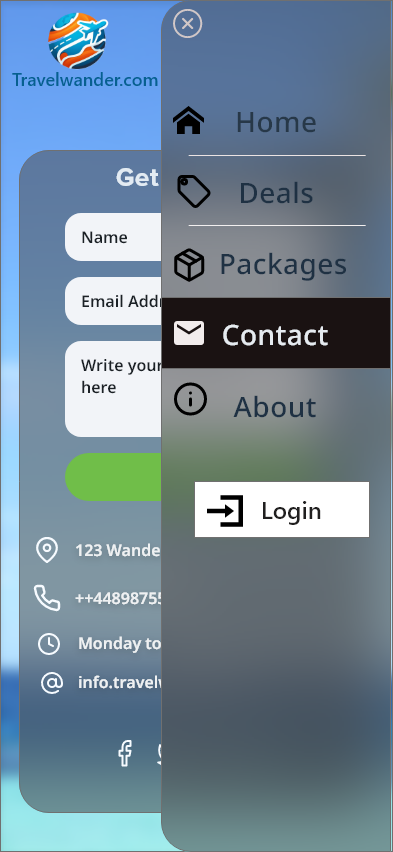 Travelwander.com
Get
Name
Email Addr
Write your
here
123 Wande
++44898755
Monday to
info.travelw
Home
Deals
Packages
Contact
About
Login